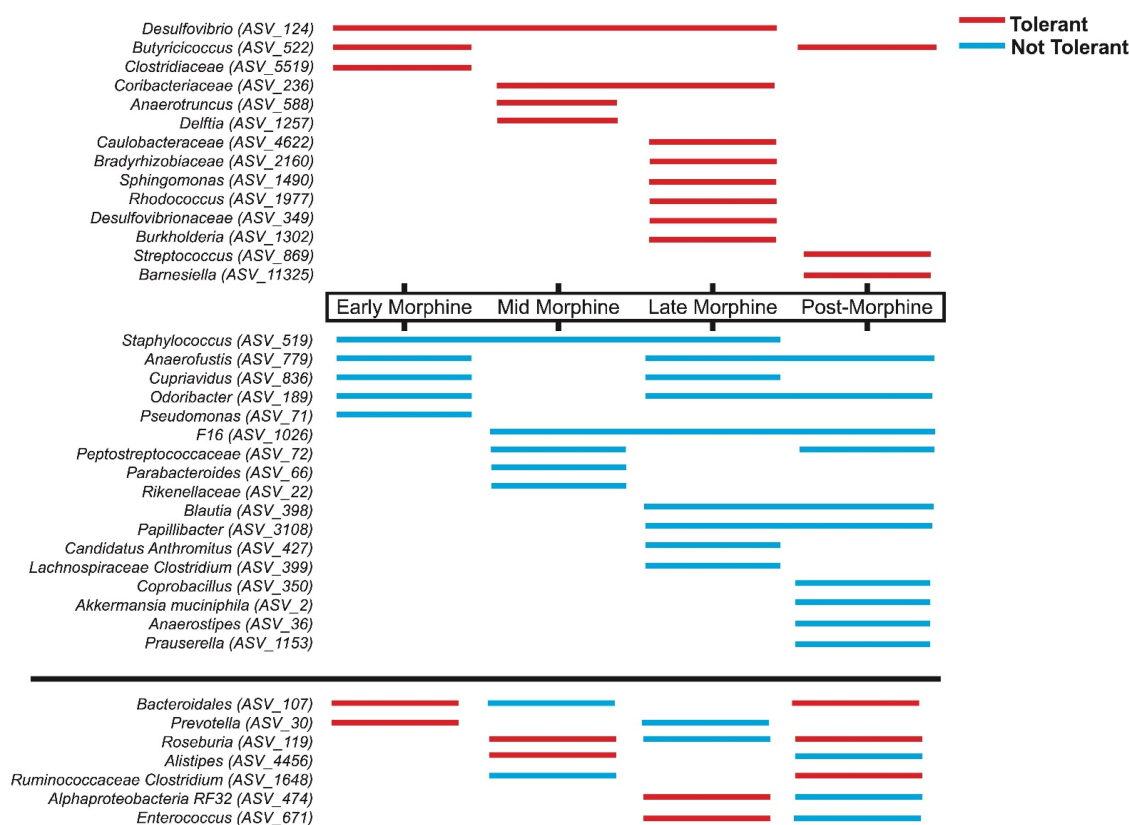 Tolerant
Not Tolerant
Desulfovibrio (ASV_124)
Butyricicoccus (ASV_522)
Clostridiaceae (ASV_5519)
Coribacteriaceae (ASV_236)
Anaerotruncus (ASV_588)
Delftia (ASV_1257)
Caulobacteraceae (ASV_4622)
Bradyrhizobiaceae (ASV_2160)
Sphingomonas (ASV_1490)
Rhodococcus (ASV_1977)
Desulfovibrionaceae (ASV_349)
Burkholderia (ASV_1302)
Streptococcus (ASV_869)
Barnesiella (ASV_11325)
Early Morphine Mid Morphine Late Morphine Post-Morphine
Staphylococcus (ASV_519)
Anaerofustis (ASV_779)
Cupriavidus (ASV_836)
Odoribacter (ASV_189)
Pseudomonas (ASV_71)
F16 (ASV_1026)
Peptostreptococcaceae (ASV_72)
Parabacteroides (ASV_66)
Rikenellaceae (ASV_22)
Blautia (ASV_398)
Papillibacter (ASV_3108)
Candidatus Anthromitus (ASV_427)
Lachnospiraceae Clostridium (ASV_399)
Coprobacillus (ASV_350)
Akkermansia muciniphila (ASV_2)
Anaerostipes (ASV_36)
Prauserella (ASV_1153)
Bacteroidales (ASV_107)
Prevotella (ASV_30)
Roseburia (ASV_119)
Alistipes (ASV_4456)
Ruminococcaceae Clostridium (ASV_1648)
Alphaproteobacteria RF32 (ASV_474)
Enterococcus (ASV_671)